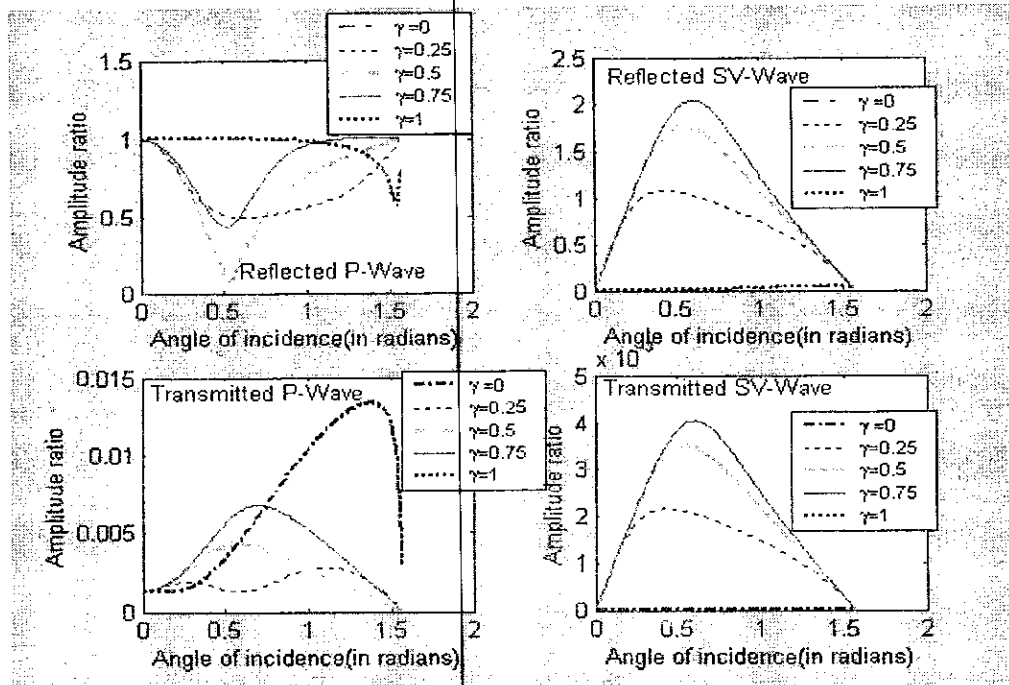 γ=0
γ=0.25
γ=0.5
γ=0.75
γ=1
1.5
1
0.5
0
Amplitude ratio
Reflected P-Wave
0 0.5 1 1.5 2
Angle of incidence(in radians)
2.5
2
1.5
1
0.5
0
Amplitude ratio
Reflected SV-Wave
γ=0
γ=0.25
γ=0.5
γ=0.75
γ=1
0 0.5 1 1.5 2
Angle of incidence(in radians)
0.015
0.01
0.005
0
Amplitude ratio
Transmitted P-Wave
γ=0
γ=0.25
γ=0.5
γ=0.75
γ=1
0 0.5 1 1.5 2
Angle of incidence(in radians)
5
4
3
2
1
0
Amplitude ratio
Transmitted SV-Wave
γ=0
γ=0.25
γ=0.5
γ=0.75
γ=1
0 0.5 1 1.5 2
Angle of incidence(in radians)